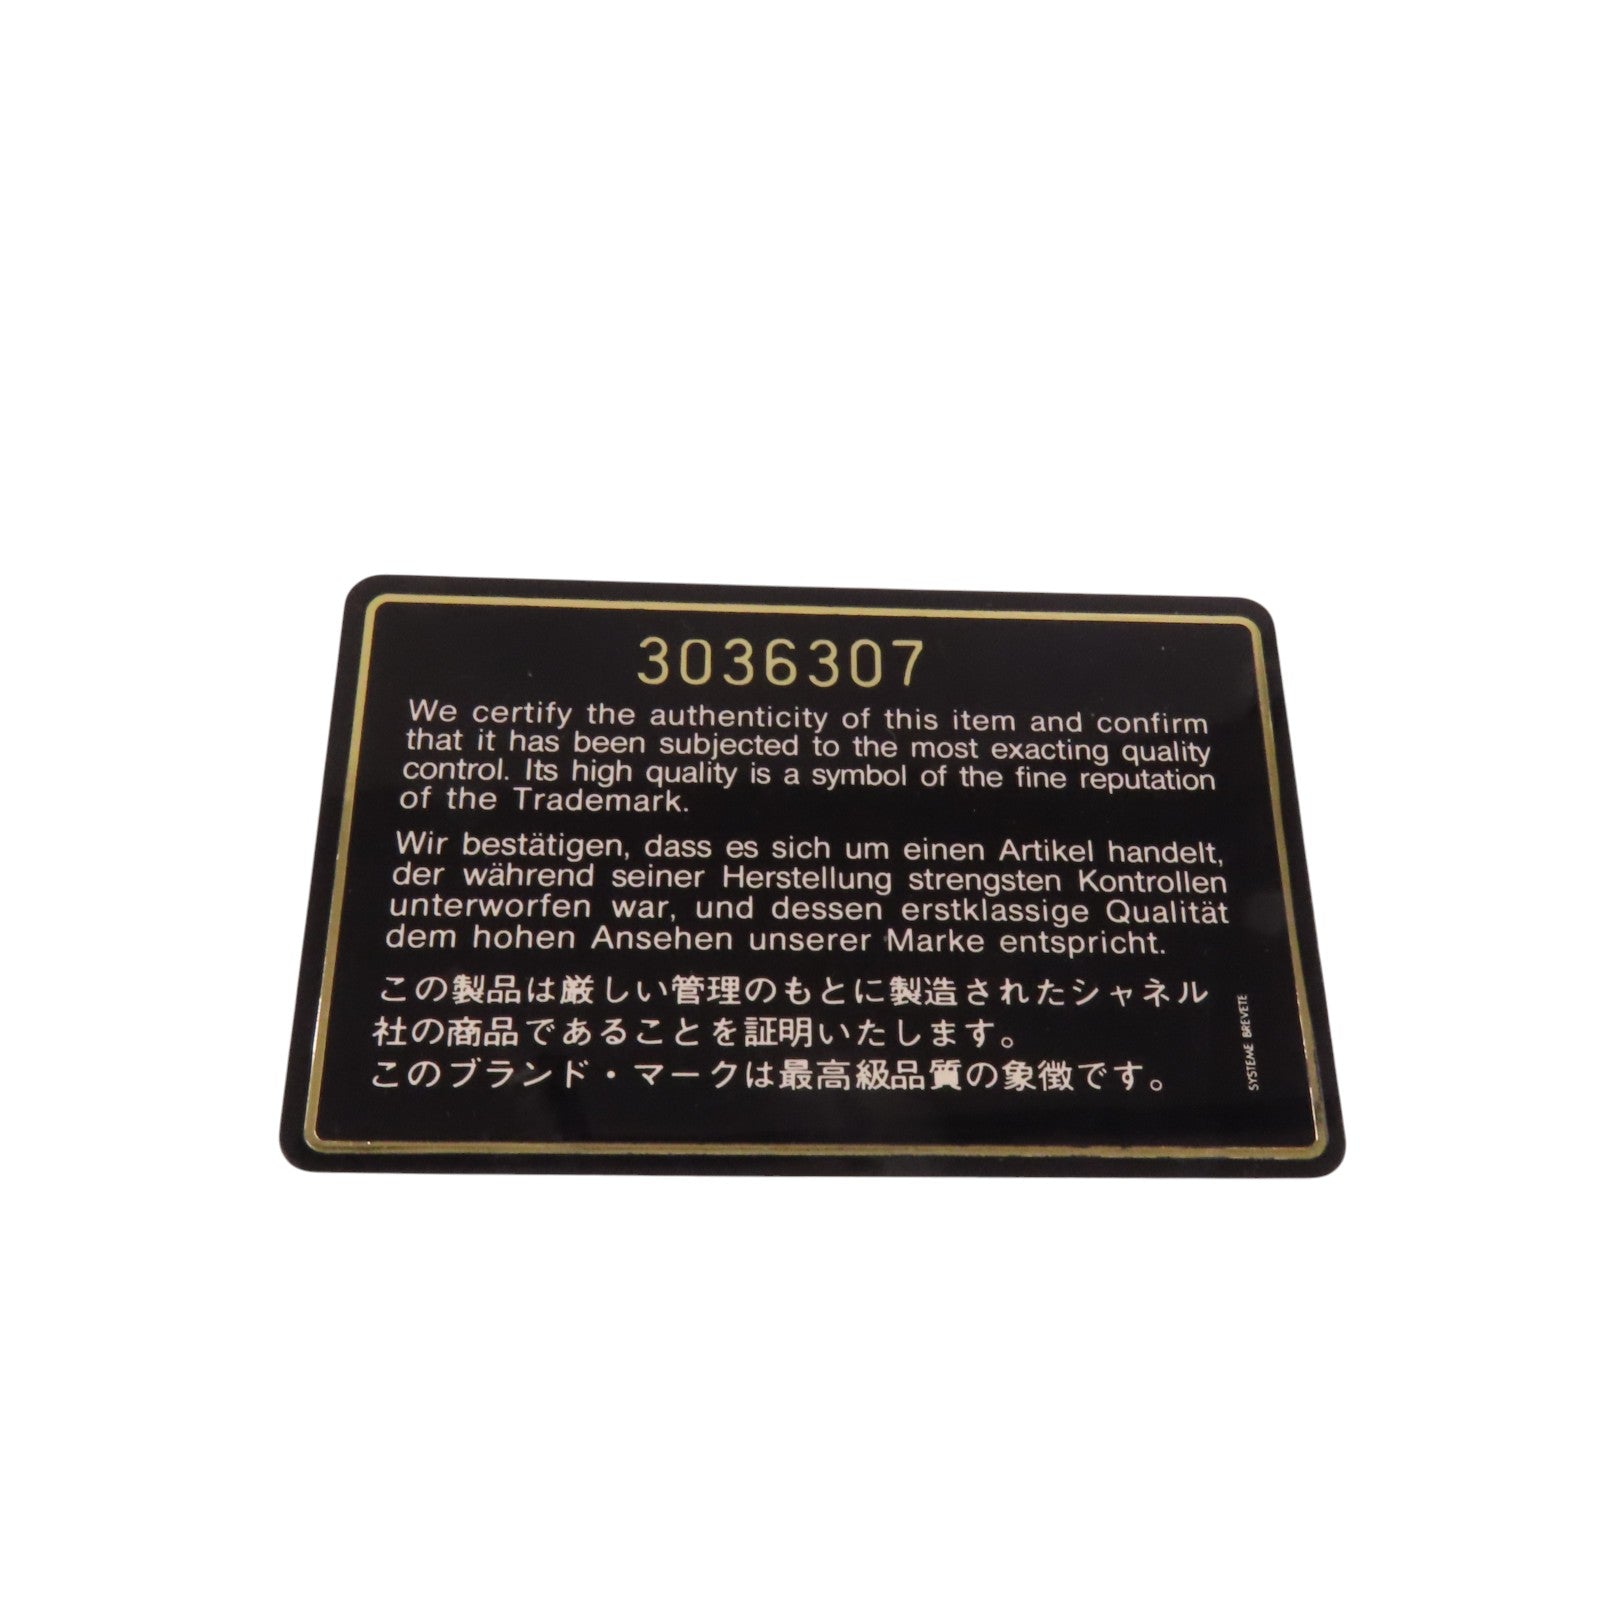 3036307
We certify the authenticity of this item and confirm
that it has been subjected to the most exacting quality
control. Its high quality is a symbol of the fine reputation
of the Trademark.
Wir bestätigen, dass es sich um einen Artikel handelt,
der während seiner Herstellung strengsten Kontrollen
unterworfen war, und dessen erstklassige Qualität
dem hohen Ansehen unserer Marke entspricht.
この製品は厳しい管理のもとに製造されたシャネル
社の商品であることを証明いたします。
このブランド・マークは最高級品質の象徴です。
SYSTEME BREVETE